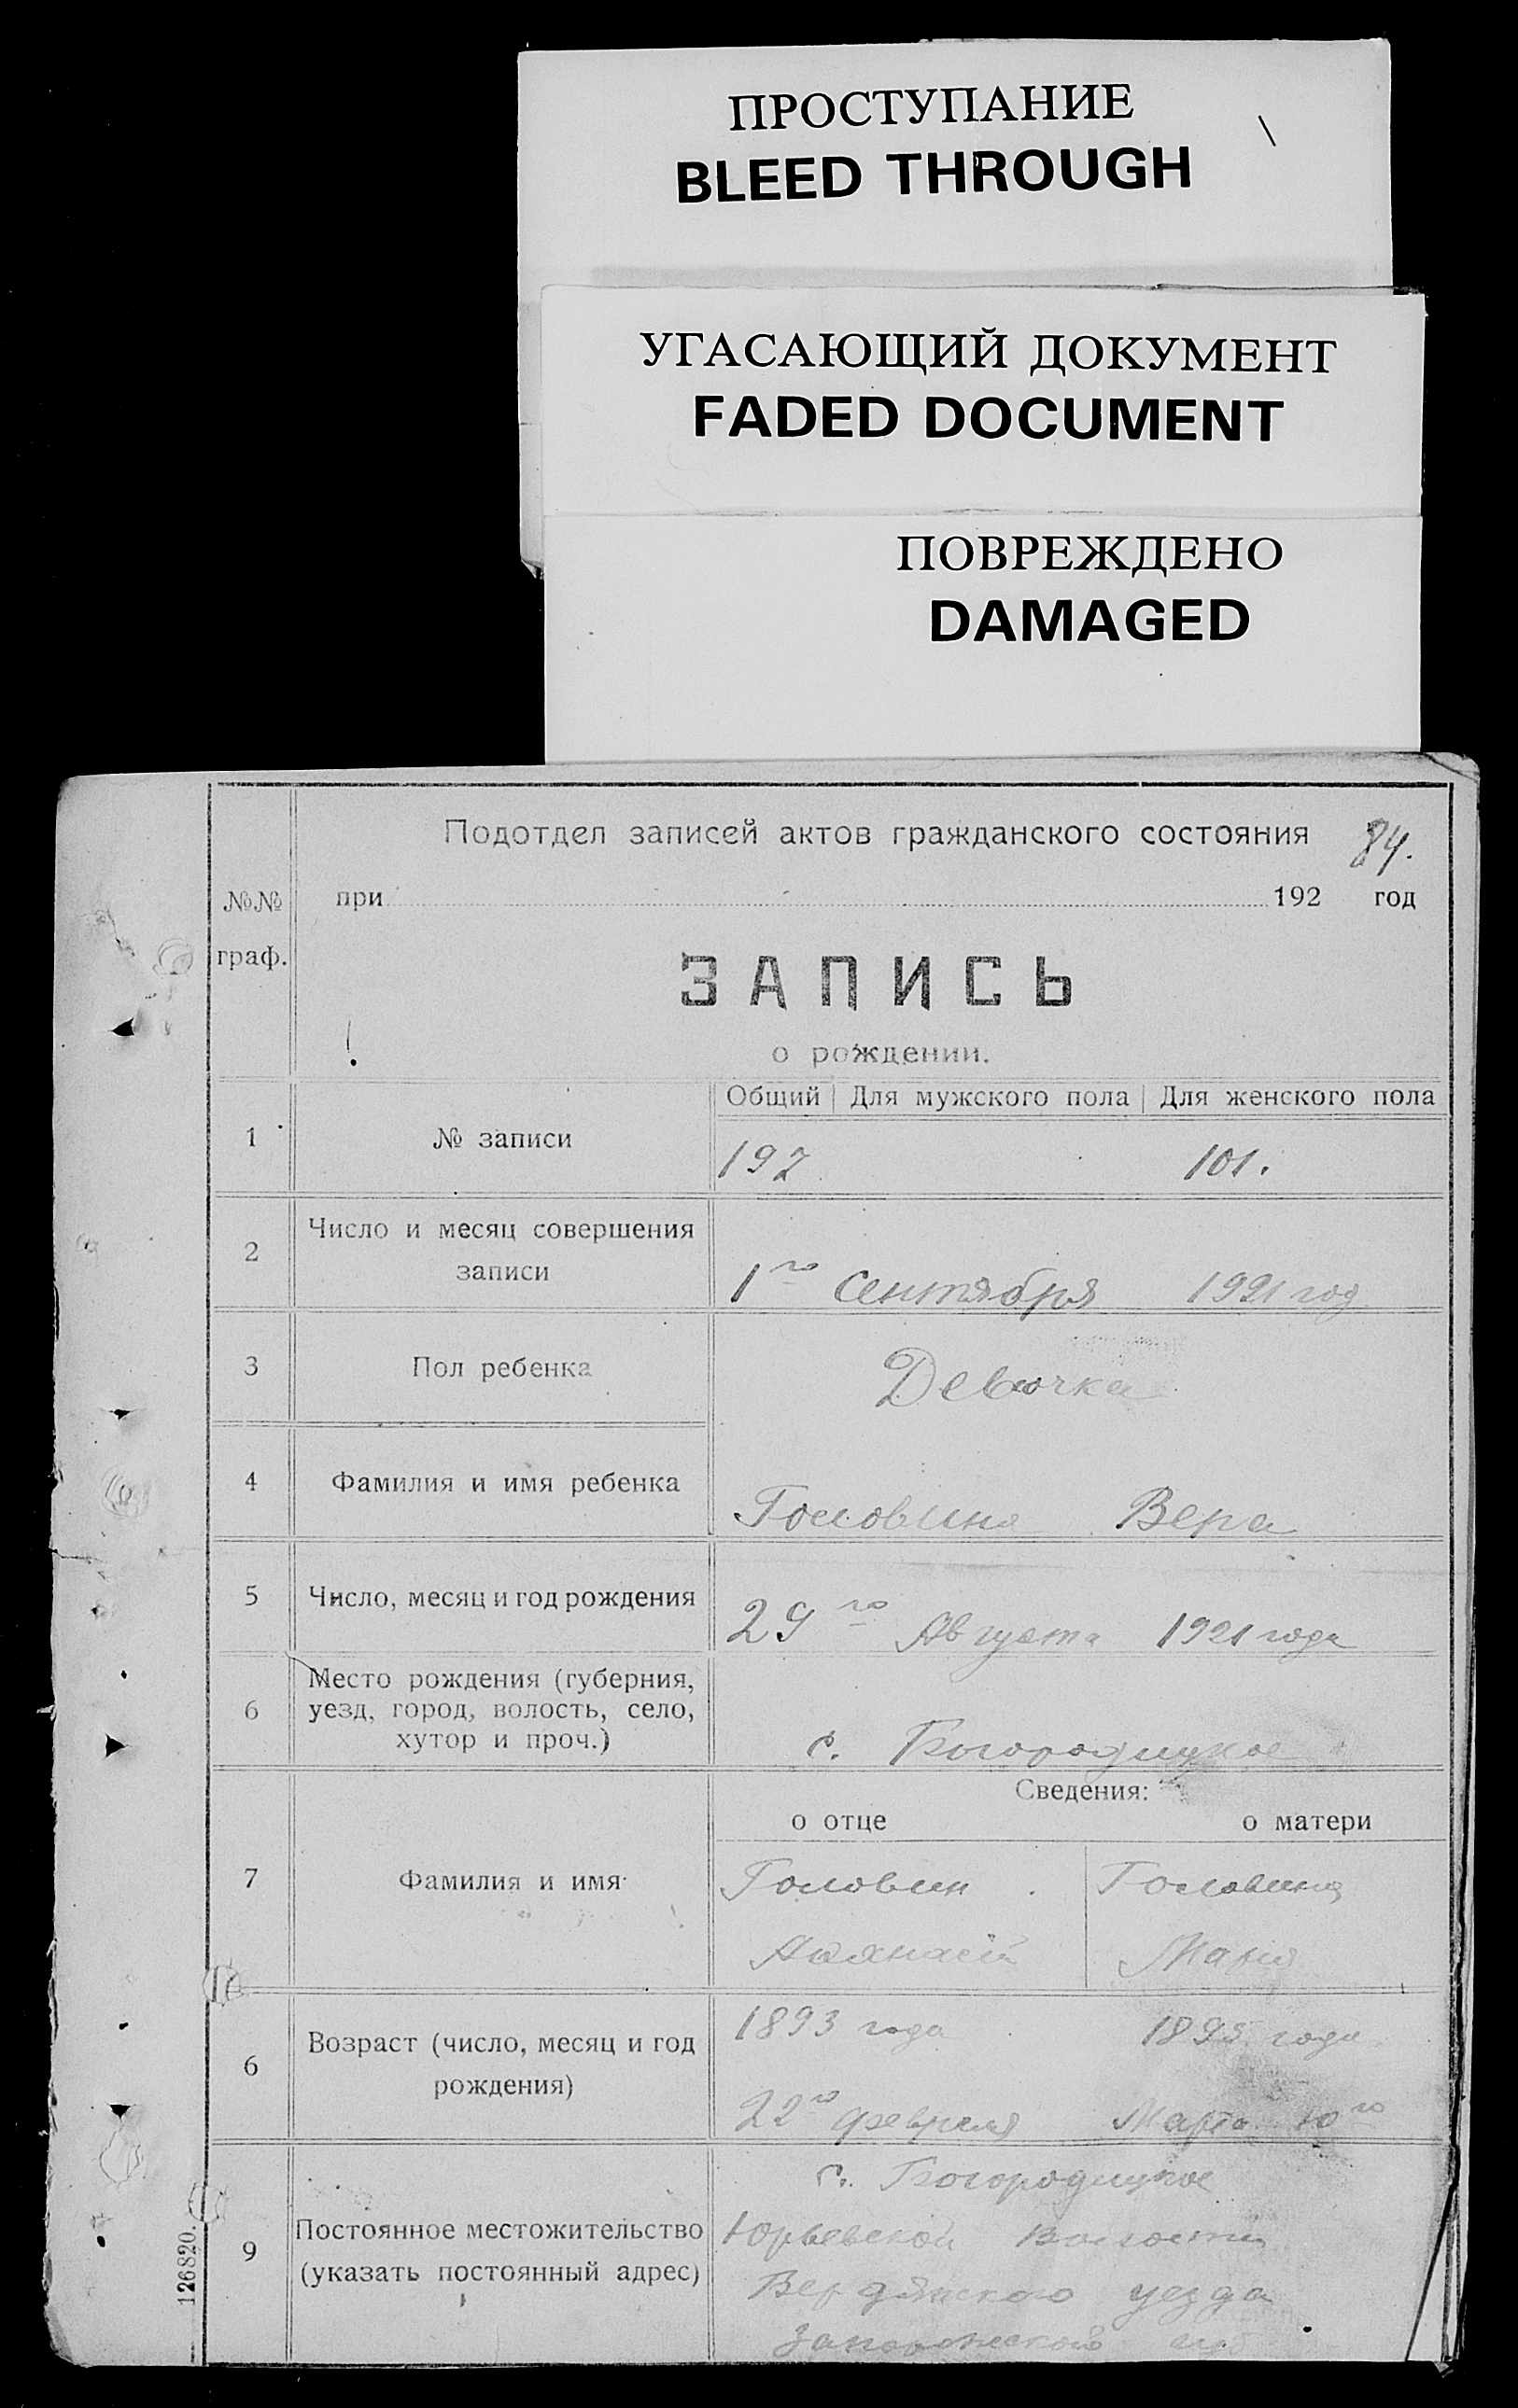 ПРОСТУПАНИЕ
BLEED THROUGH
УГАСАЮЩИЙ ДОКУМЕНТ
FADED DOCUMENT
ПОВРЕЖДЕНО
DAMAGED
Подотдел записей актов гражданского состояния 84.
№№ граф. при 192 год
ЗАПИСЬ
о рождении.
Общий Для мужского пола Для женского пола
1 № записи 197 101.
2 Число и месяц совершения
записи
1го Сентября 1921 год
3 Пол ребенка Девочка
4 Фамилия и имя ребенка Головина Вера
5 Число, месяц и год рождения 29го Августа 1921 года
Место рождения (губерния,
6 уезд, город, волость, село,
хутор и проч.) с. Богородицкое
Сведения:
о отце о матери
7 Фамилия и имя Головин Головина
Мария
1893 года 1895 года
6 Возраст (число, месяц и год
рождения)
22го февраля Марта 10го
с. Богородицкое
9 Постоянное местожительство Юрьевской Волости
(указать постоянный адрес) Бердянского уезда
Запорожской губ
126820.